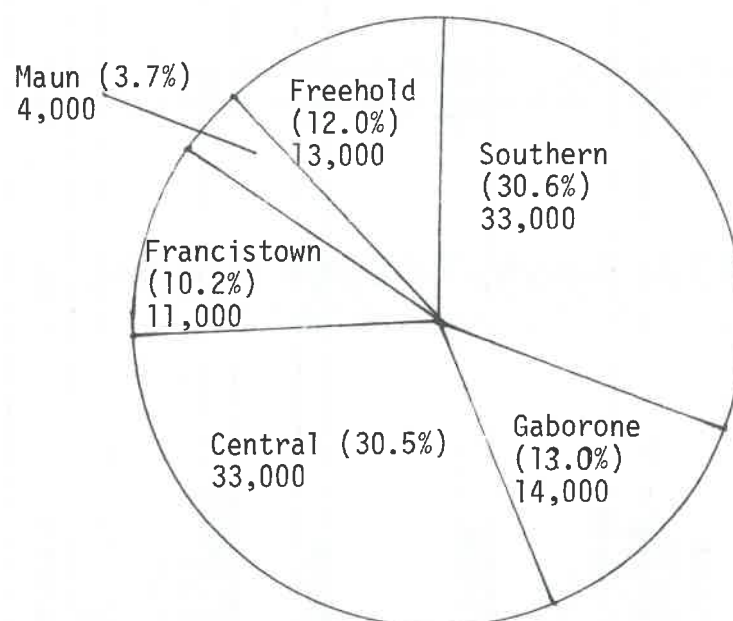 Maun (3.7%)
4,000
Freehold
(12.0%)
13,000
Southern
(30.6%)
33,000
Francistown
(10.2%)
11,000
Central (30.5%)
33,000
Gaborone
(13.0%)
14,000